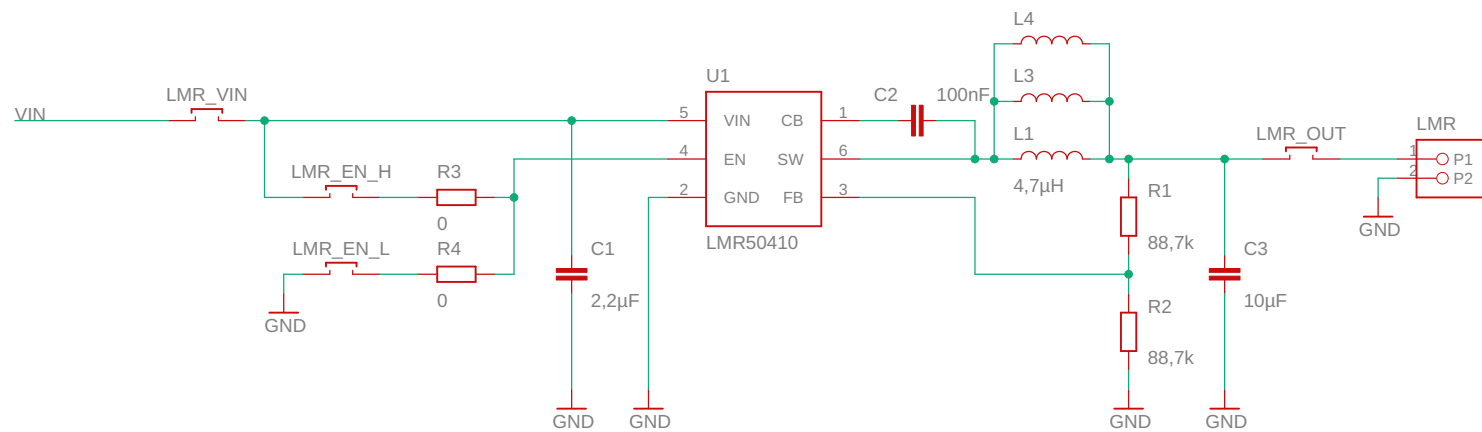 L4
L3
L1
4,7µH
U1
LMR50410
5 VIN CB 1
4 EN SW 6
2 GND FB 3
C2 100nF
VIN
LMR_VIN
LMR_EN_H
R3
0
LMR_EN_L
R4
0
GND
C1
2,2µF
GND
GND
R1
88,7k
R2
88,7k
GND
C3
10µF
GND
LMR_OUT
LMR
1 P1
2 P2
GND